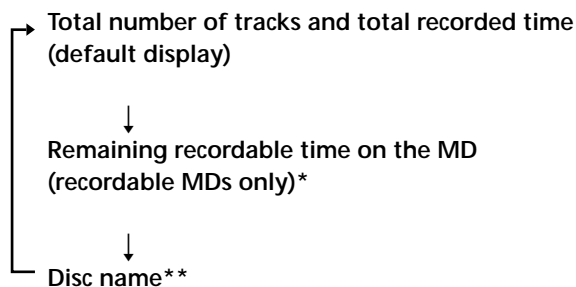 Total number of tracks and total recorded time
(default display)
Remaining recordable time on the MD
(recordable MDs only)*
Disc name**